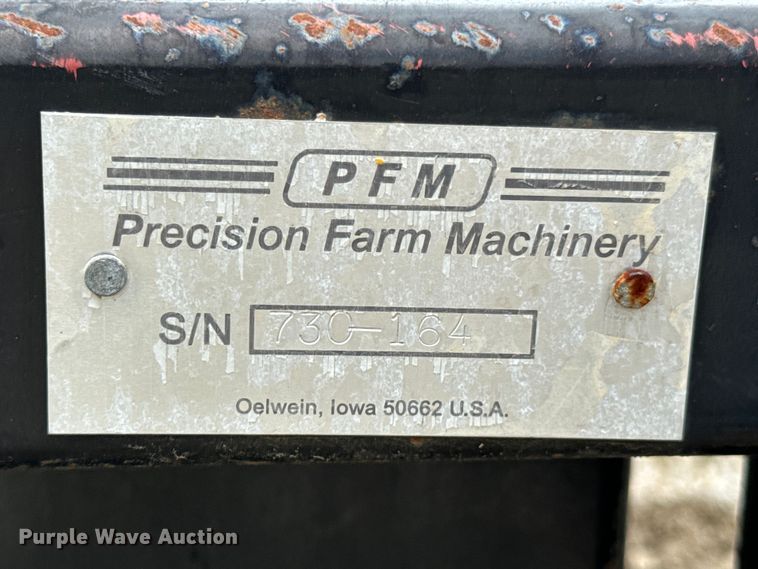 PFM
Precision Farm Machinery
S/N 730-164
Oelwein, Iowa 50662 U.S.A.
Purple Wave Auction